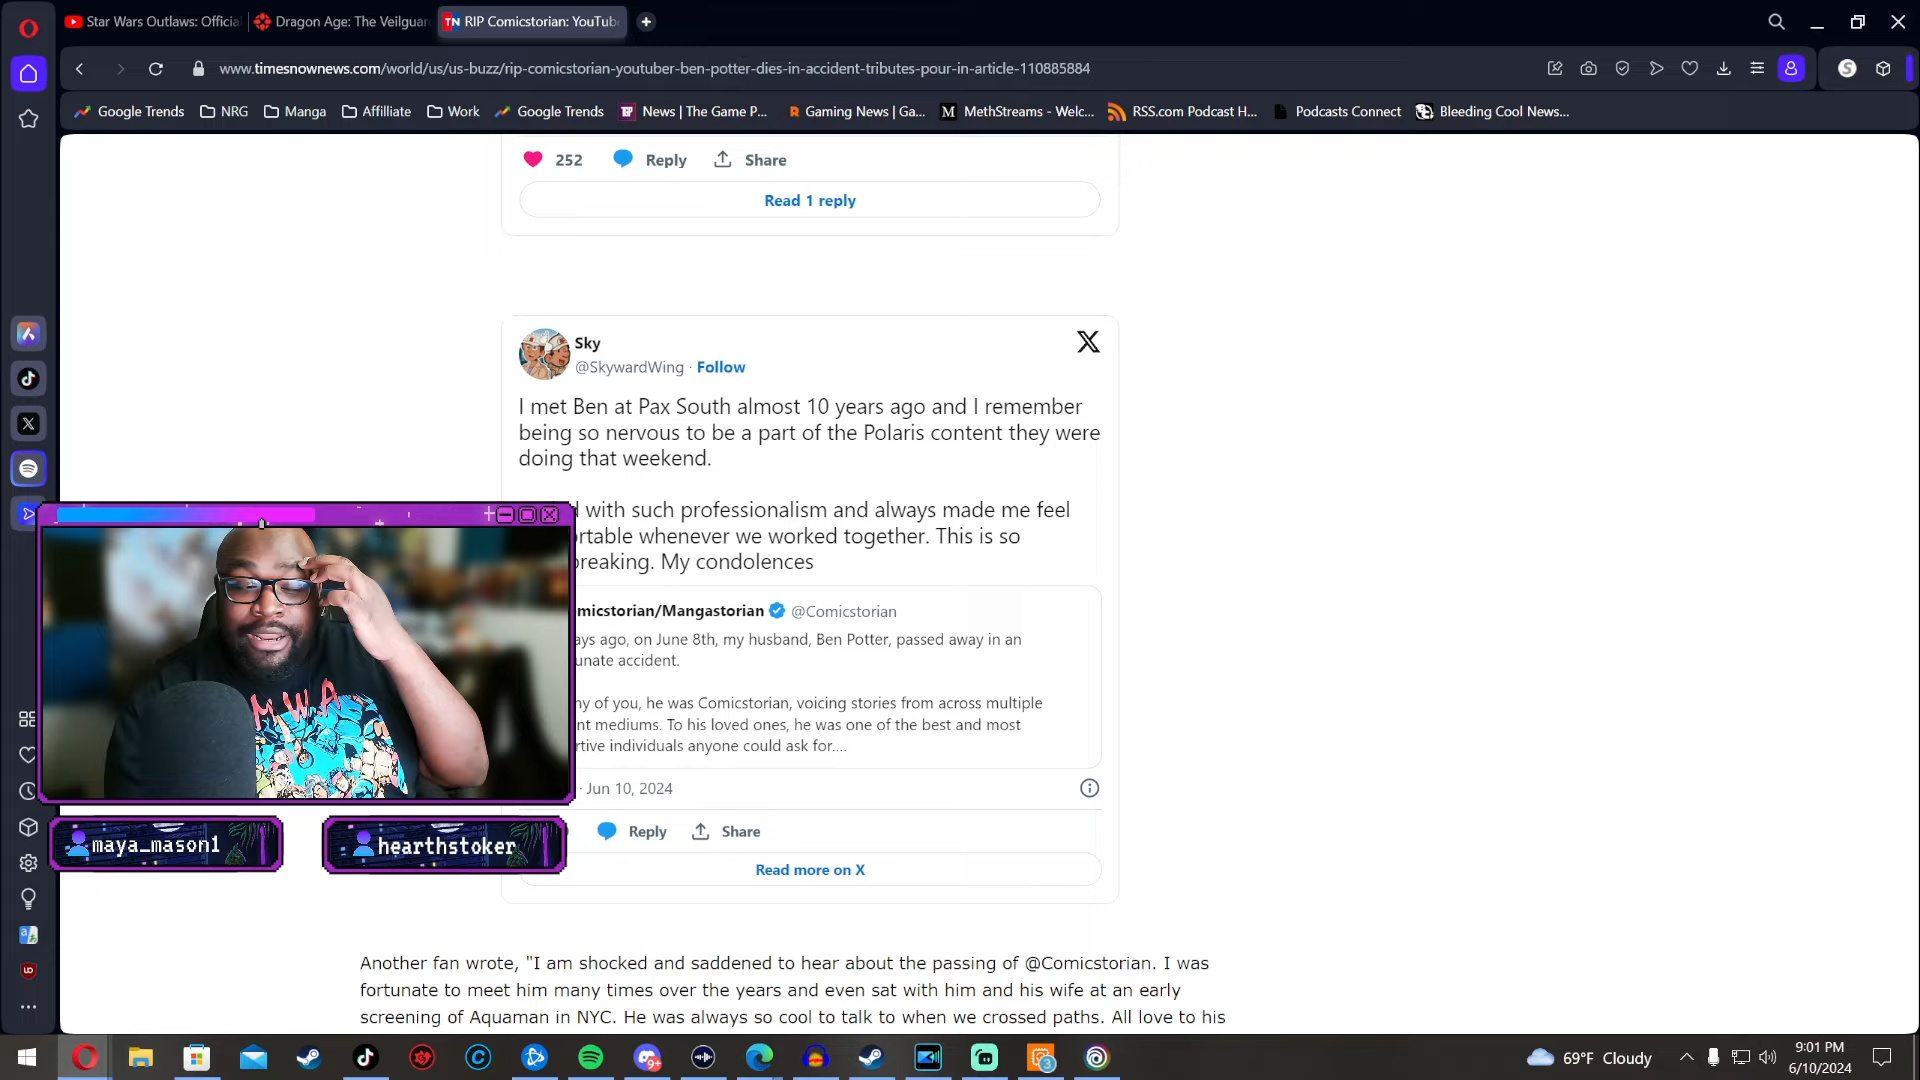 Star Wars Outlaws: Officia
Dragon Age: The Veilguar
TN RIP Comicstorian: YouTub
www.timesnownews.com/world/us/us-buzz/rip-comicstorian-youtuber-ben-potter-dies-in-accident-tributes-pour-in-article-110885884
Google Trends
NRG
Manga
Affilliate
Work
Google Trends
News | The Game P...
Gaming News | Ga...
M MethStreams - Welc...
RSS.com Podcast H...
Podcasts Connect
Bleeding Cool News...
252 Reply Share
Read 1 reply
Sky
@SkywardWing · Follow
I met Ben at Pax South almost 10 years ago and I remember
being so nervous to be a part of the Polaris content they were
doing that weekend.
with such professionalism and always made me feel
ortable whenever we worked together. This is so
breaking. My condolences
micstorian/Mangastorian @Comicstorian
ays ago, on June 8th, my husband, Ben Potter, passed away in an
unate accident.
ny of you, he was Comicstorian, voicing stories from across multiple
nt mediums. To his loved ones, he was one of the best and most
rtive individuals anyone could ask for....
· Jun 10, 2024
Reply Share
Read more on X
MWA
maya_mason1
hearthstoker
Another fan wrote, "I am shocked and saddened to hear about the passing of @Comicstorian. I was
fortunate to meet him many times over the years and even sat with him and his wife at an early
screening of Aquaman in NYC. He was always so cool to talk to when we crossed paths. All love to his
9+
3
69°F Cloudy
9:01 PM
6/10/2024